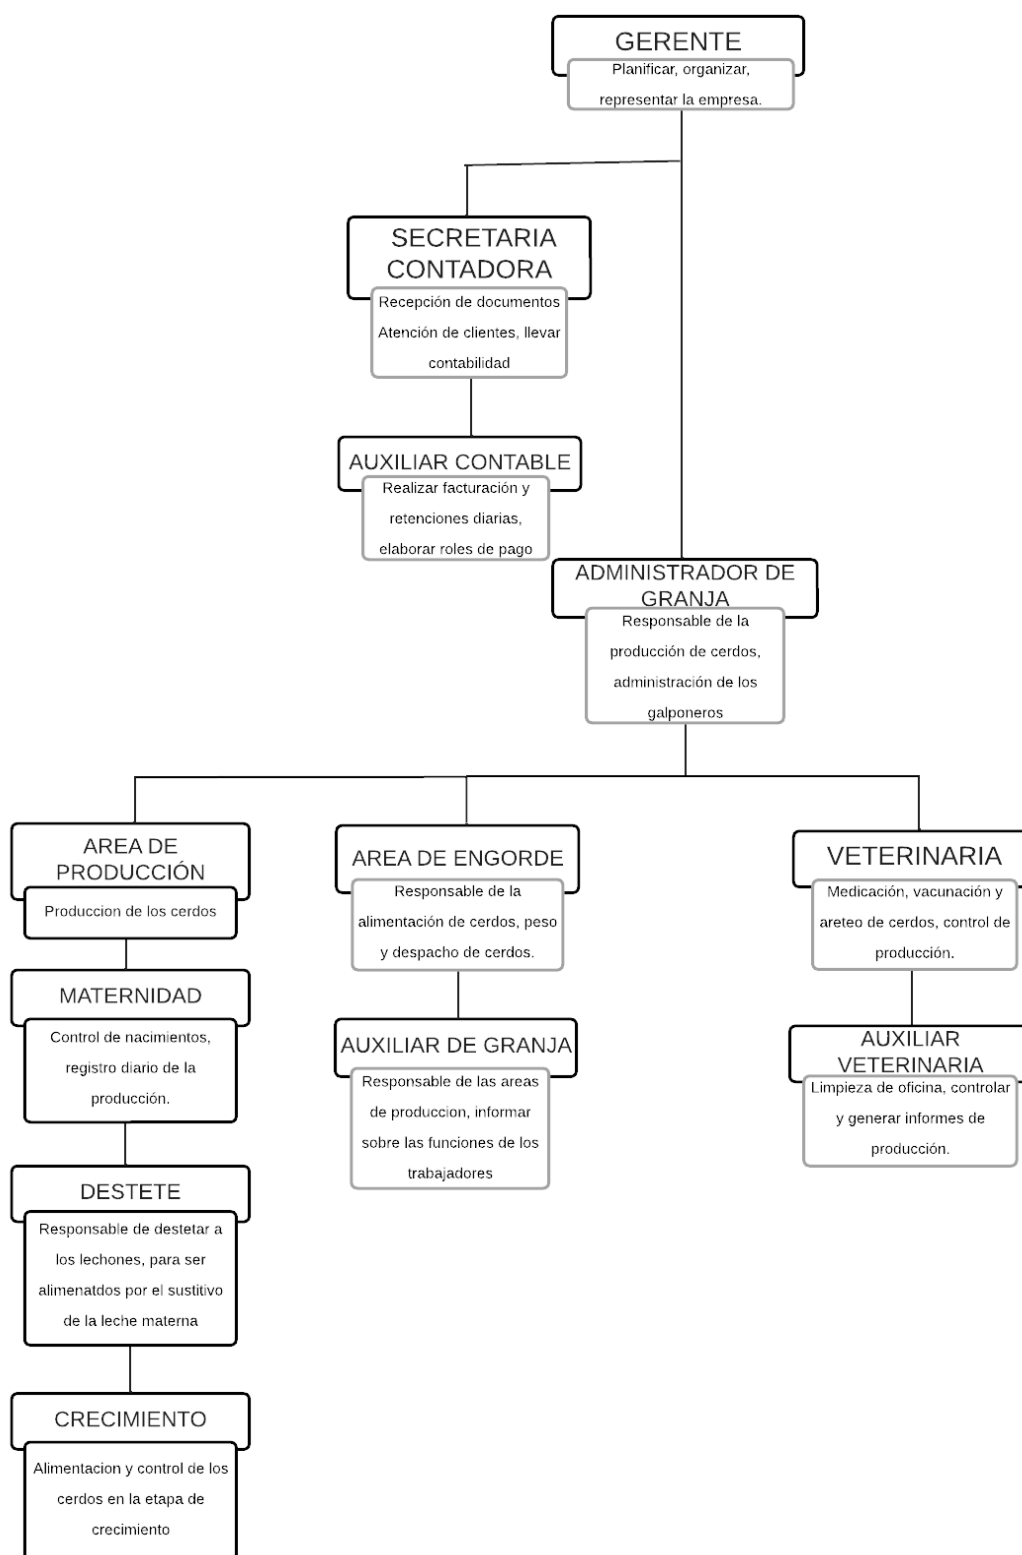 GERENTE
Planificar, organizar,
representar la empresa.
SECRETARIA
CONTADORA
Recepción de documentos
Atención de clientes, llevar
contabilidad
AUXILIAR CONTABLE
Realizar facturación y
retenciones diarias,
elaborar roles de pago
ADMINISTRADOR DE
GRANJA
Responsable de la
producción de cerdos,
administración de los
galponeros
AREA DE
PRODUCCIÓN
Produccion de los cerdos
MATERNIDAD
Control de nacimientos,
registro diario de la
producción.
DESTETE
Responsable de destetar a
los lechones, para ser
alimenatdos por el sustitivo
de la leche materna
CRECIMIENTO
Alimentacion y control de los
cerdos en la etapa de
crecimiento
AREA DE ENGORDE
Responsable de la
alimentación de cerdos, peso
y despacho de cerdos.
AUXILIAR DE GRANJA
Responsable de las areas
de produccion, informar
sobre las funciones de los
trabajadores
VETERINARIA
Medicación, vacunación y
areteo de cerdos, control de
producción.
AUXILIAR
VETERINARIA
Limpieza de oficina, controlar
y generar informes de
producción.